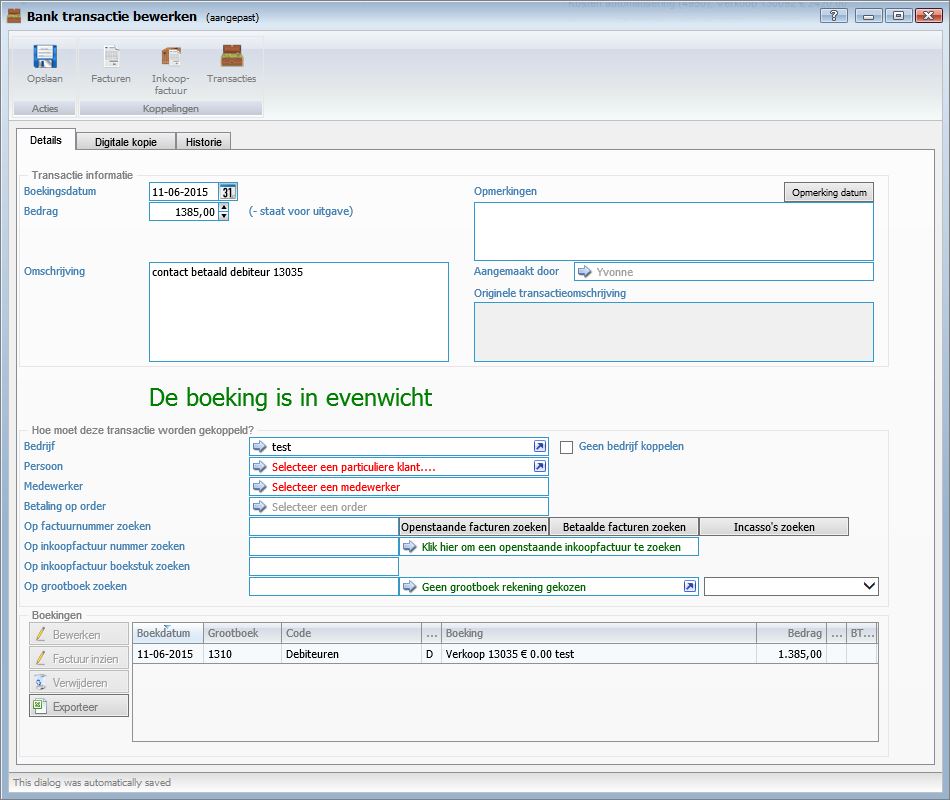 Bank transactie bewerken (aangepast)
Opslaan
Facturen
Inkoop-
factuur
Transacties
Acties
Koppelingen
Details
Digitale kopie
Historie
Transactie informatie
Boekingsdatum
11-06-2015
31
Opmerkingen
Opmerking datum
Bedrag
1385,00
(- staat voor uitgave)
Omschrijving
contact betaald debiteur 13035
Aangemaakt door
Yvonne
Originele transactieomschrijving
De boeking is in evenwicht
Hoe moet deze transactie worden gekoppeld?
Bedrijf
test
Geen bedrijf koppelen
Persoon
Selecteer een particuliere klant....
Medewerker
Selecteer een medewerker
Betaling op order
Selecteer een order
Op factuurnummer zoeken
Openstaande facturen zoeken
Betaalde facturen zoeken
Incasso's zoeken
Op inkoopfactuur nummer zoeken
Klik hier om een openstaande inkoopfactuur te zoeken
Op inkoopfactuur boekstuk zoeken
Op grootboek zoeken
Geen grootboek rekening gekozen
Boekingen
Bewerken
Factuur inzien
Verwijderen
Exporteer
Boekdatum Grootboek Code ... Boeking Bedrag ... BT...
11-06-2015 1310 Debiteuren D Verkoop 13035 € 0.00 test 1.385,00
This dialog was automatically saved